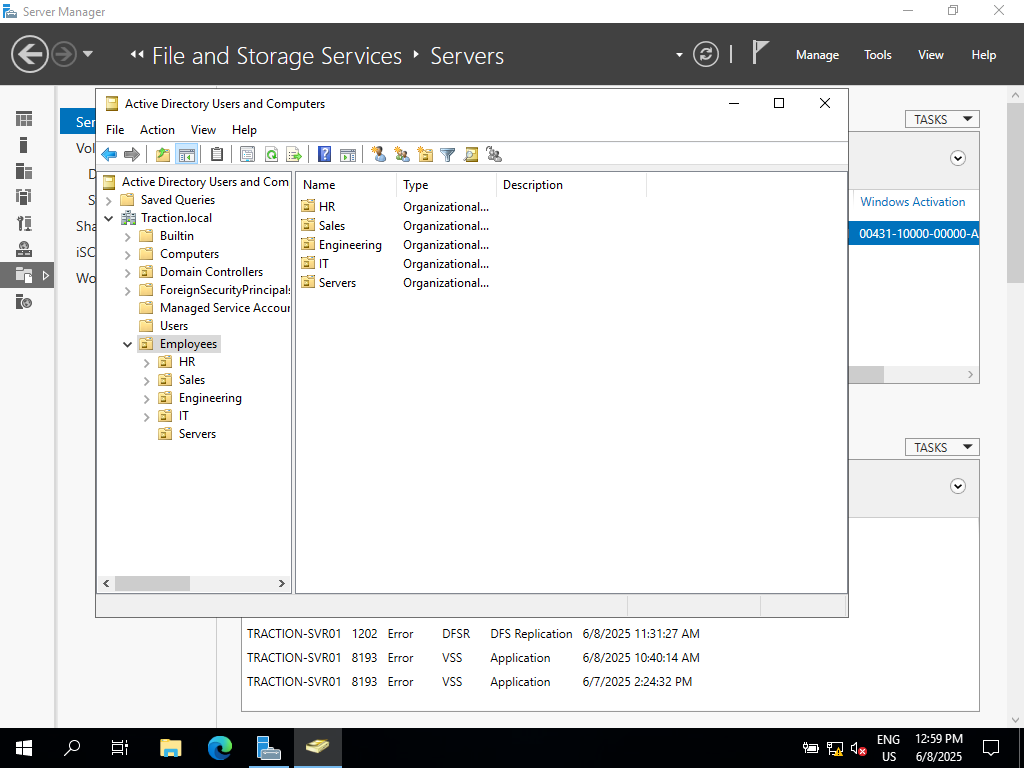 Server Manager
File and Storage Services Servers
Manage Tools View Help
Active Directory Users and Computers
File Action View Help
Active Directory Users and Com
Saved Queries
Traction.local
Builtin
Computers
Domain Controllers
ForeignSecurityPrincipals
Managed Service Accour
Users
Employees
HR
Sales
Engineering
IT
Servers
Name Type Description
HR Organizational...
Sales Organizational...
Engineering Organizational...
IT Organizational...
Servers Organizational...
Ser
Vol
D
S
Sha
iSC
Wo
TASKS
Windows Activation
00431-10000-00000-A
TASKS
TRACTION-SVR01 1202 Error DFSR DFS Replication 6/8/2025 11:31:27 AM
TRACTION-SVR01 8193 Error VSS Application 6/8/2025 10:40:14 AM
TRACTION-SVR01 8193 Error VSS Application 6/7/2025 2:24:32 PM
ENG
US
12:59 PM
6/8/2025